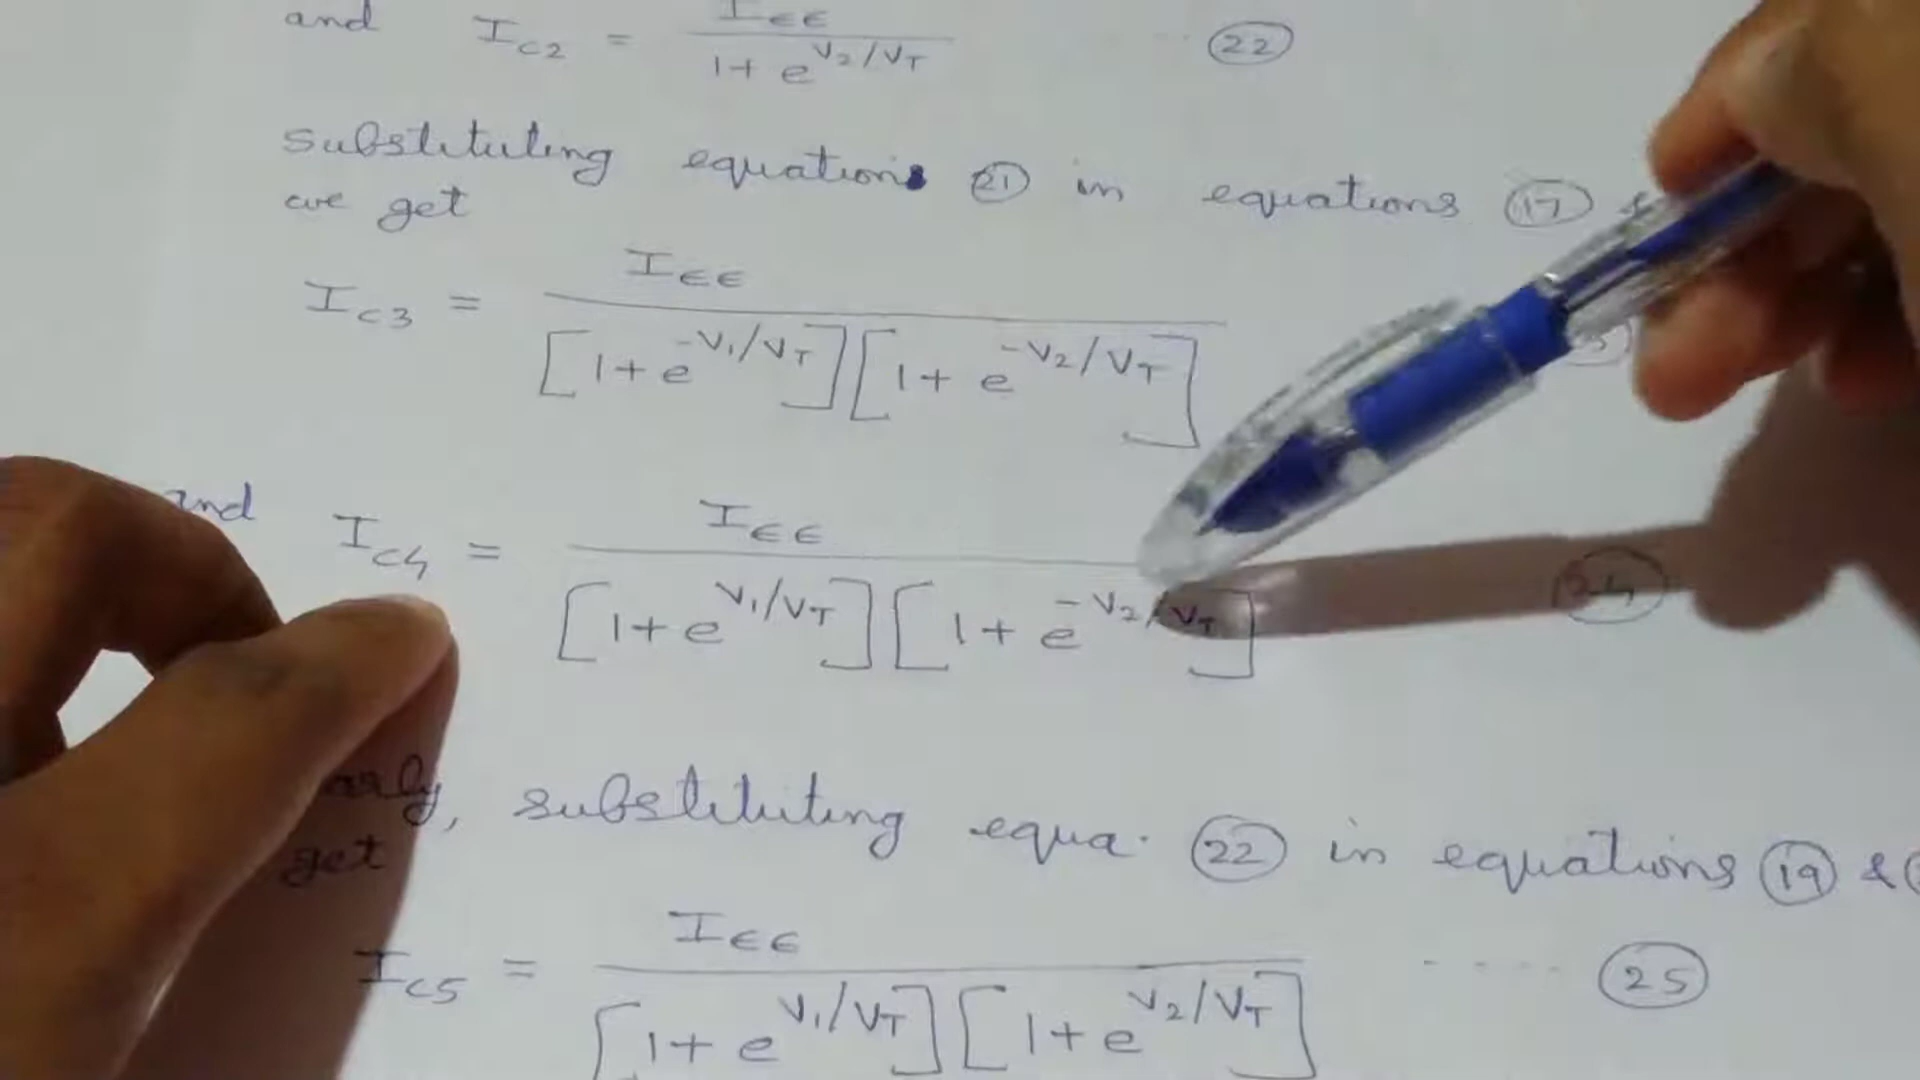 and I_C2 = I_EE / 1 + e^V2/VT (22)
substituting equations (21) in equations (17) &
we get
I_C3 = I_EE / [1 + e^-V1/VT] [1 + e^-V2/VT]
and I_C4 = I_EE / [1 + e^V1/VT] [1 + e^-V2/VT] (24)
arly, substituting equa. (22) in equations (19) &
get
I_C5 = I_EE / [1 + e^V1/VT] [1 + e^V2/VT] ---- (25)